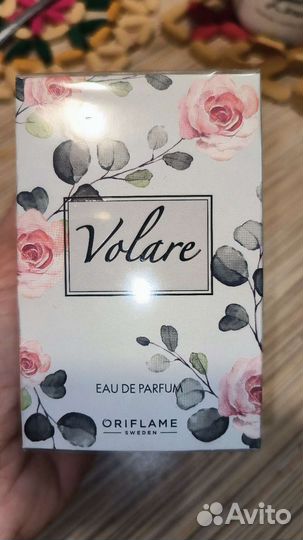 Volare
EAU DE PARFUM
ORIFLAME
SWEDEN
Avito